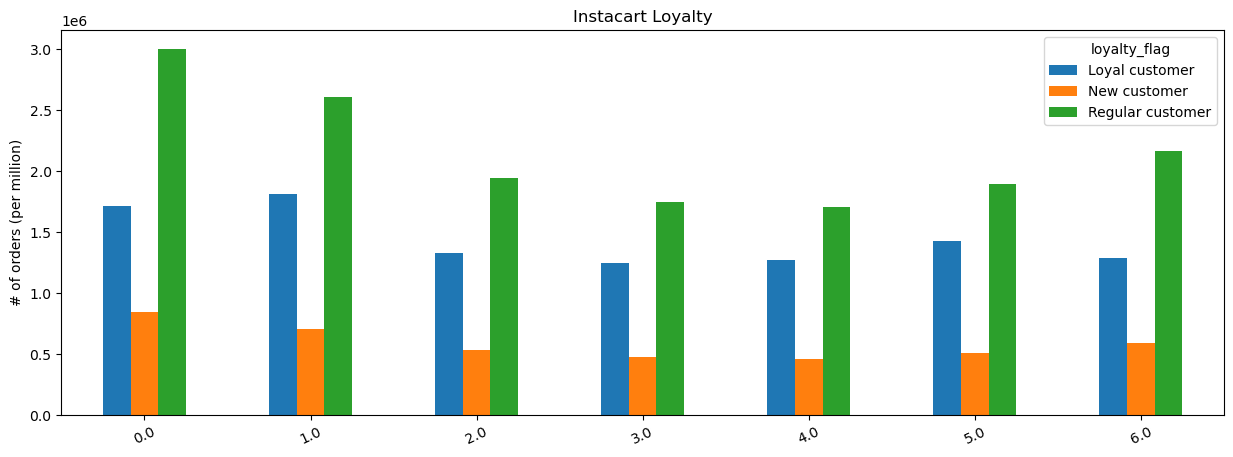 Instacart Loyalty
1e6
3.0
2.5
2.0
1.5
1.0
0.5
0.0
# of orders (per million)
loyalty_flag
Loyal customer
New customer
Regular customer
0.0 1.0 2.0 3.0 4.0 5.0 6.0